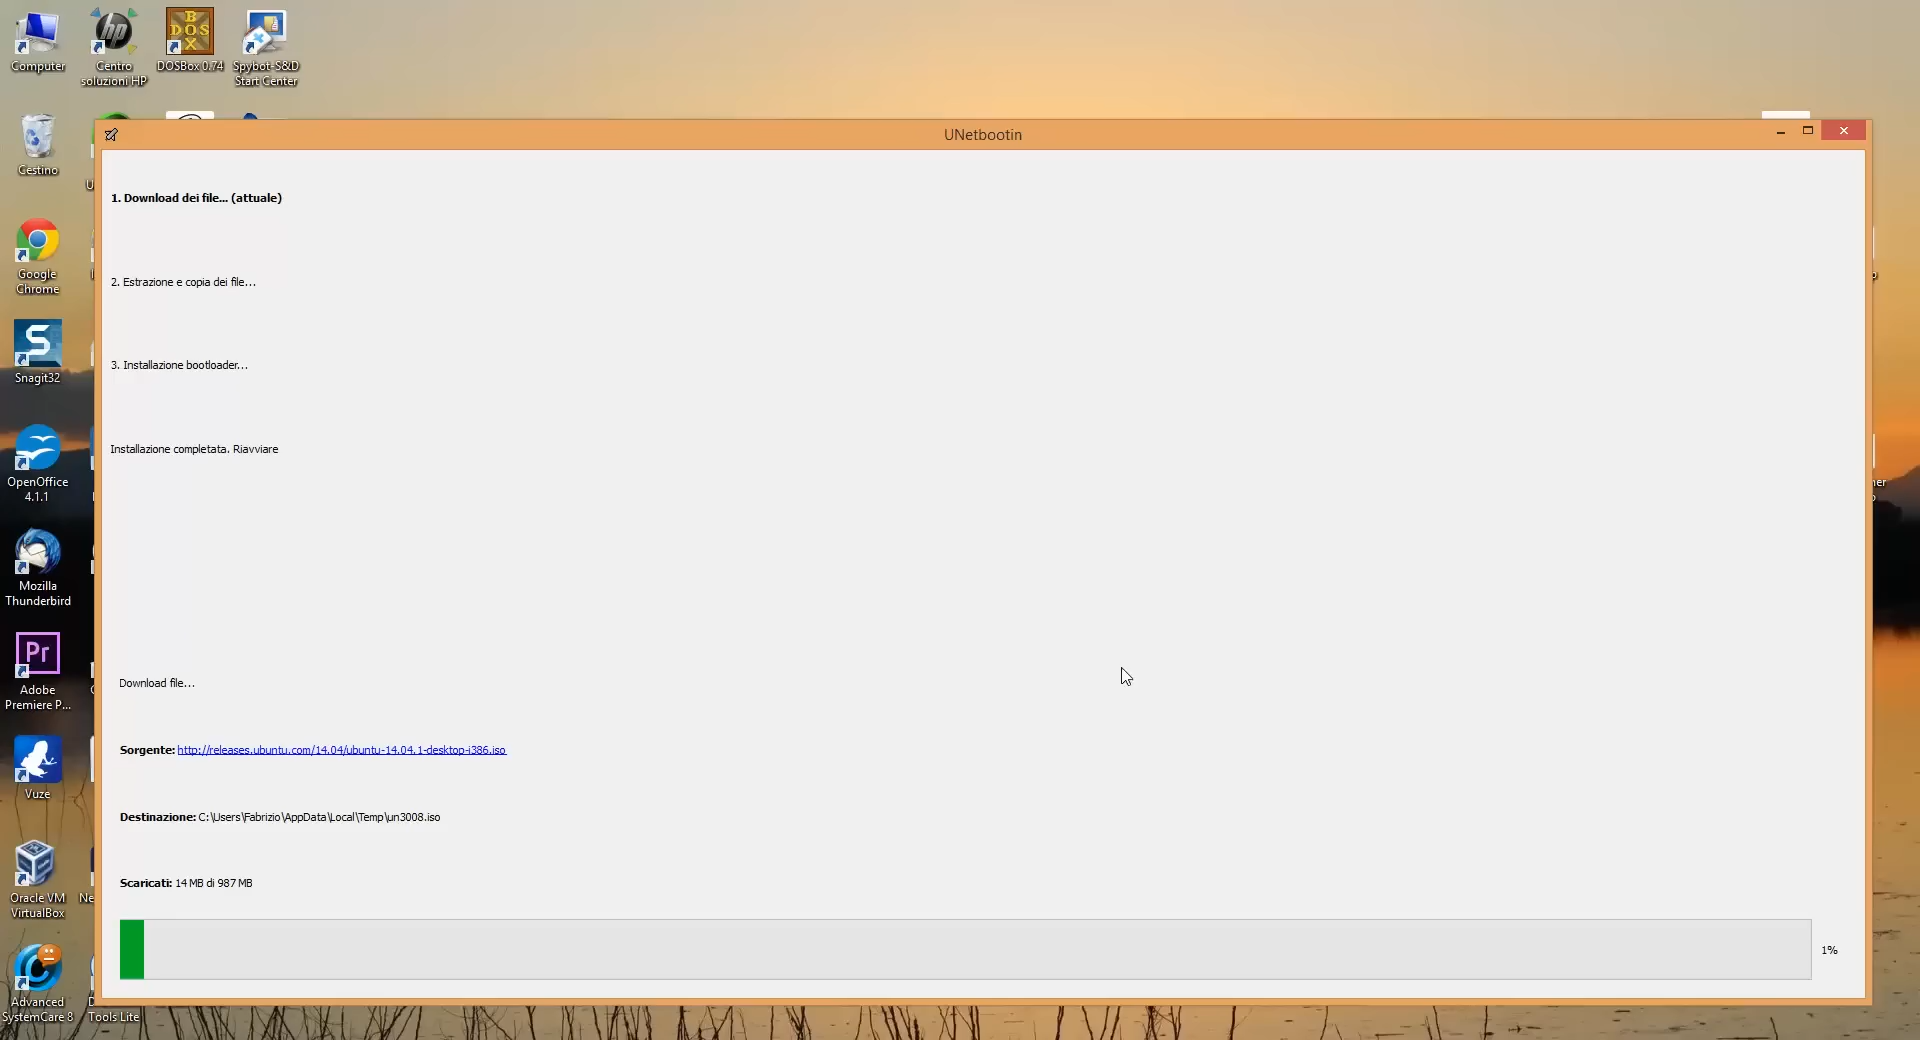 Computer
Centro
soluzioni HP
DOSBox 0.74
Spybot-S&D
Start Center
Cestino
Google
Chrome
Snagit32
OpenOffice
4.1.1
Mozilla
Thunderbird
Adobe
Premiere P...
Vuze
Oracle VM
VirtualBox
Advanced
SystemCare 8
Tools Lite
UNetbootin
1. Download dei file... (attuale)
2. Estrazione e copia dei file...
3. Installazione bootloader...
Installazione completata. Riavviare
Download file...
Sorgente: http://releases.ubuntu.com/14.04/ubuntu-14.04.1-desktop-i386.iso
Destinazione: C:\Users\Fabrizio\AppData\Local\Temp\un3008.iso
Scaricati: 14 MB di 987 MB
1%